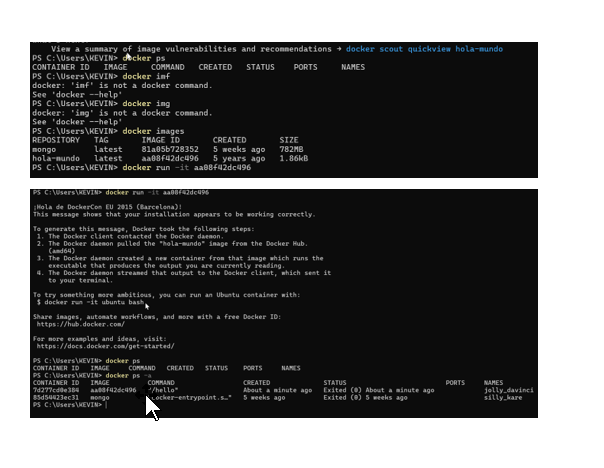 View a summary of image vulnerabilities and recommendations → docker scout quickview hola-mundo
PS C:\Users\KEVIN> docker ps
CONTAINER ID IMAGE COMMAND CREATED STATUS PORTS NAMES
PS C:\Users\KEVIN> docker imf
docker: 'imf' is not a docker command.
See 'docker --help'
PS C:\Users\KEVIN> docker img
docker: 'img' is not a docker command.
See 'docker --help'
PS C:\Users\KEVIN> docker images
REPOSITORY TAG IMAGE ID CREATED SIZE
mongo latest 81a05b728352 5 weeks ago 782MB
hola-mundo latest aa08f42dc496 5 years ago 1.86kB
PS C:\Users\KEVIN> docker run -it aa08f42dc496
PS C:\Users\KEVIN> docker run -it aa08f42dc496
¡Hola de DockerCon EU 2015 (Barcelona)!
This message shows that your installation appears to be working correctly.
To generate this message, Docker took the following steps:
1. The Docker client contacted the Docker daemon.
2. The Docker daemon pulled the "hola-mundo" image from the Docker Hub.
(amd64)
3. The Docker daemon created a new container from that image which runs the
executable that produces the output you are currently reading.
4. The Docker daemon streamed that output to the Docker client, which sent it
to your terminal.
To try something more ambitious, you can run an Ubuntu container with:
$ docker run -it ubuntu bash
Share images, automate workflows, and more with a free Docker ID:
https://hub.docker.com/
For more examples and ideas, visit:
https://docs.docker.com/get-started/
PS C:\Users\KEVIN> docker ps
CONTAINER ID IMAGE COMMAND CREATED STATUS PORTS NAMES
PS C:\Users\KEVIN> docker ps -a
CONTAINER ID IMAGE COMMAND CREATED STATUS PORTS NAMES
7d277cd0e384 aa08f42dc496 "/hello" About a minute ago Exited (0) About a minute ago jolly_davinci
85d54423ec31 mongo ocker-entrypoint.s…" 5 weeks ago Exited (0) 5 weeks ago silly_kare
PS C:\Users\KEVIN>